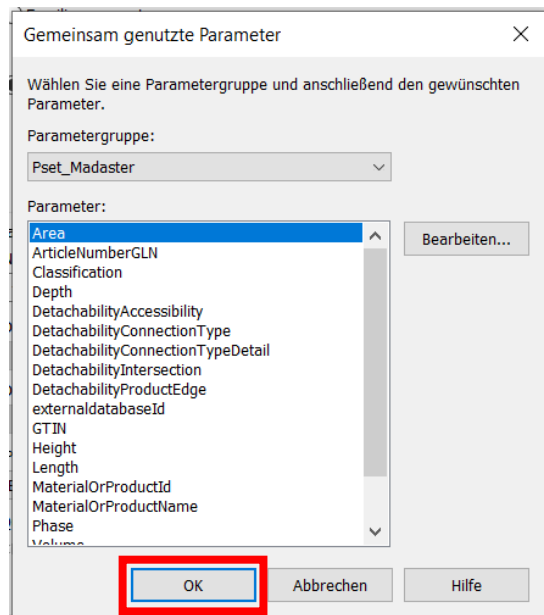 Gemeinsam genutzte Parameter
Wählen Sie eine Parametergruppe und anschließend den gewünschten
Parameter.
Parametergruppe:
Pset_Madaster
Parameter:
Area
ArticleNumberGLN
Classification
Depth
DetachabilityAccessibility
DetachabilityConnectionType
DetachabilityConnectionTypeDetail
DetachabilityIntersection
DetachabilityProductEdge
externaldatabaseId
GTIN
Height
Length
MaterialOrProductId
MaterialOrProductName
Phase
Volume
Bearbeiten...
OK
Abbrechen
Hilfe